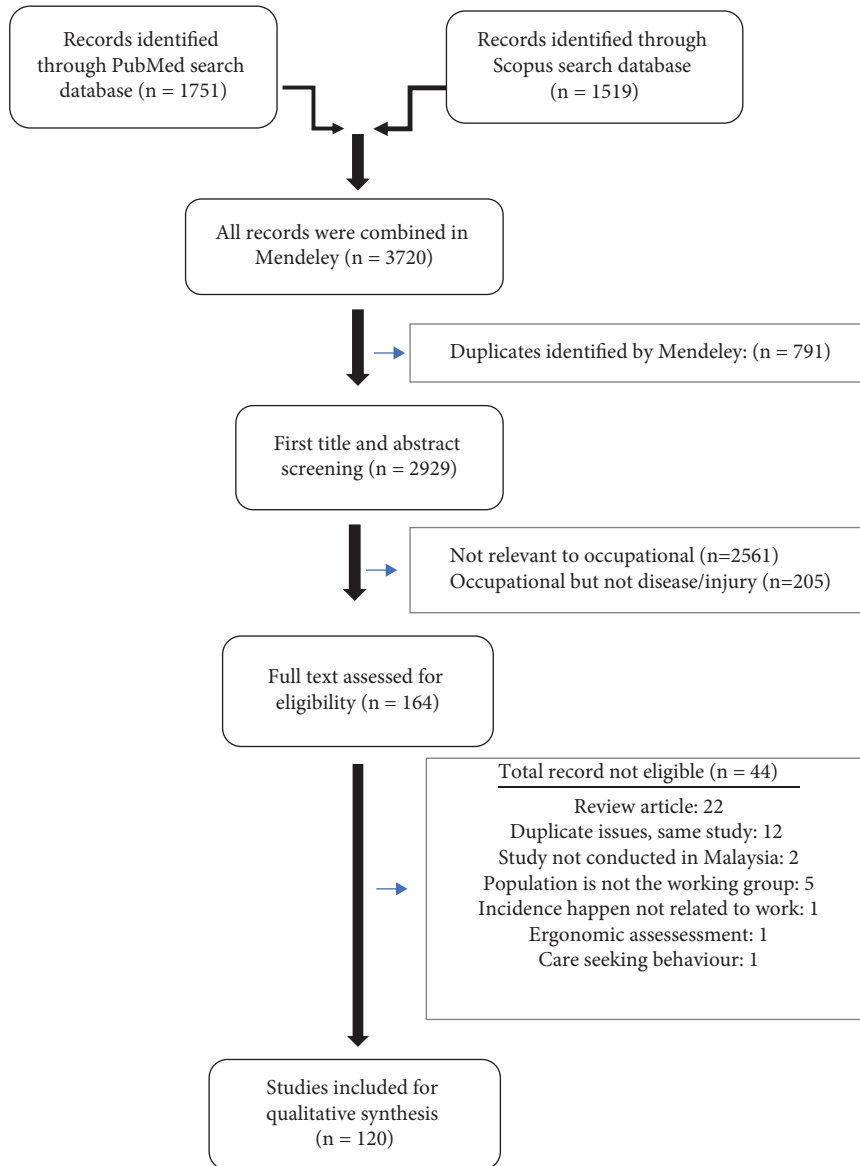 Records identified
through PubMed search
database (n = 1751)
Records identified through
Scopus search database
(n = 1519)
All records were combined in
Mendeley (n = 3720)
Duplicates identified by Mendeley: (n = 791)
First title and abstract
screening (n = 2929)
Not relevant to occupational (n=2561)
Occupational but not disease/injury (n=205)
Full text assessed for
eligibility (n = 164)
Total record not eligible (n = 44)
Review article: 22
Duplicate issues, same study: 12
Study not conducted in Malaysia: 2
Population is not the working group: 5
Incidence happen not related to work: 1
Ergonomic assessessment: 1
Care seeking behaviour: 1
Studies included for
qualitative synthesis
(n = 120)